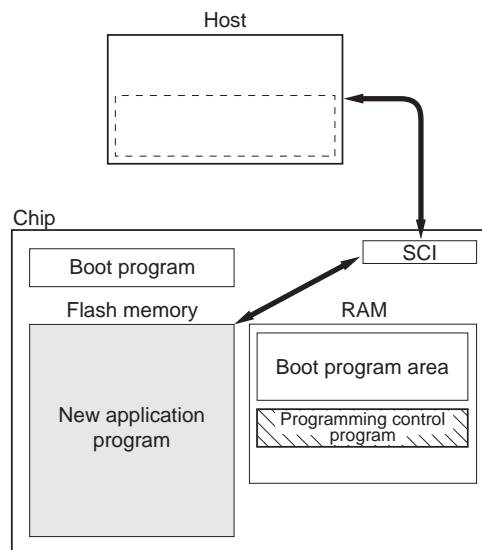 Host
Chip
SCI
Boot program
Flash memory
RAM
Boot program area
New application
program
Programming control
program